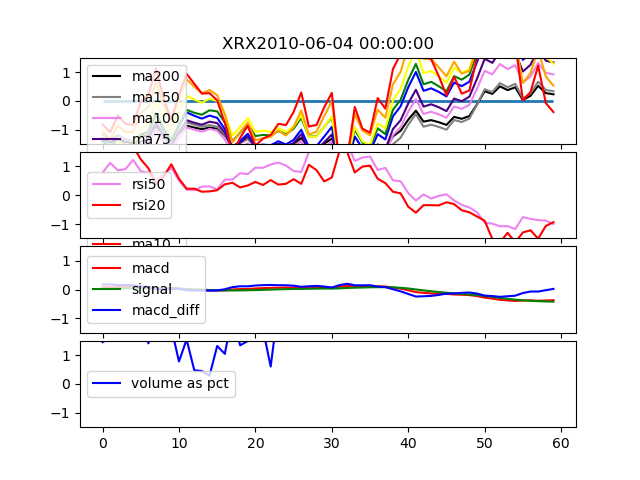 XRX2010-06-04 00:00:00
1
0
−1
ma200
ma150
ma100
ma75
1
0
−1
rsi50
rsi20
ma10
1
0
−1
macd
signal
macd_diff
1
0
−1
volume as pct
0 10 20 30 40 50 60